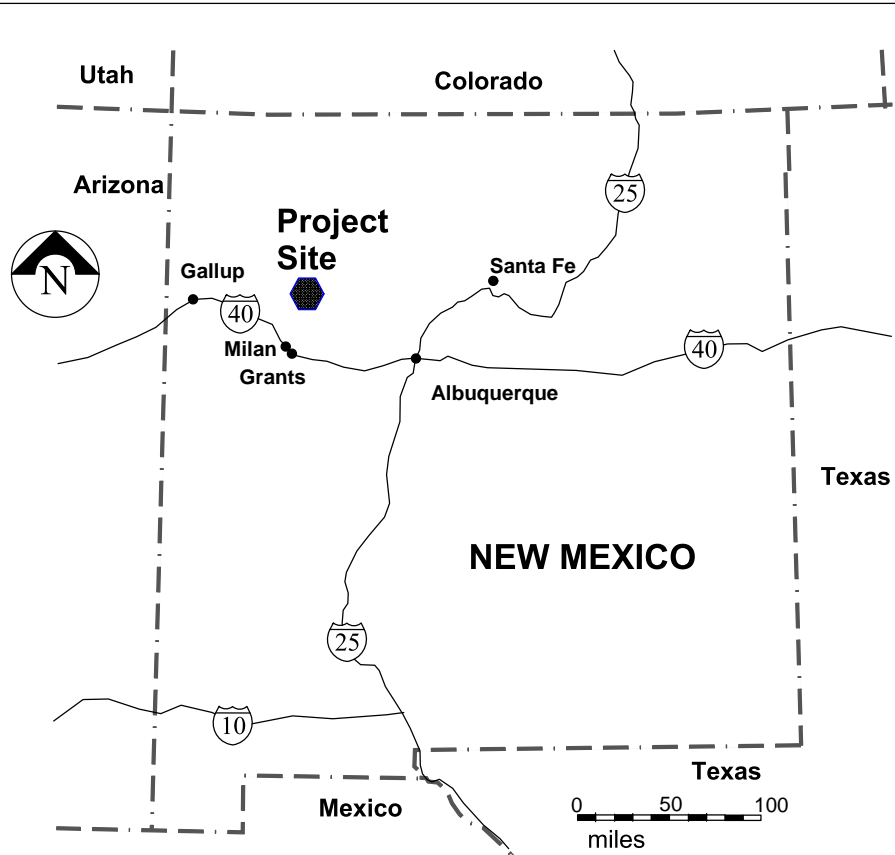 Utah
Colorado
Arizona
25
Project
Site
N
Santa Fe
Gallup
40
Milan
40
Grants
Albuquerque
Texas
NEW MEXICO
25
10
Texas
Mexico
0 50 100
miles